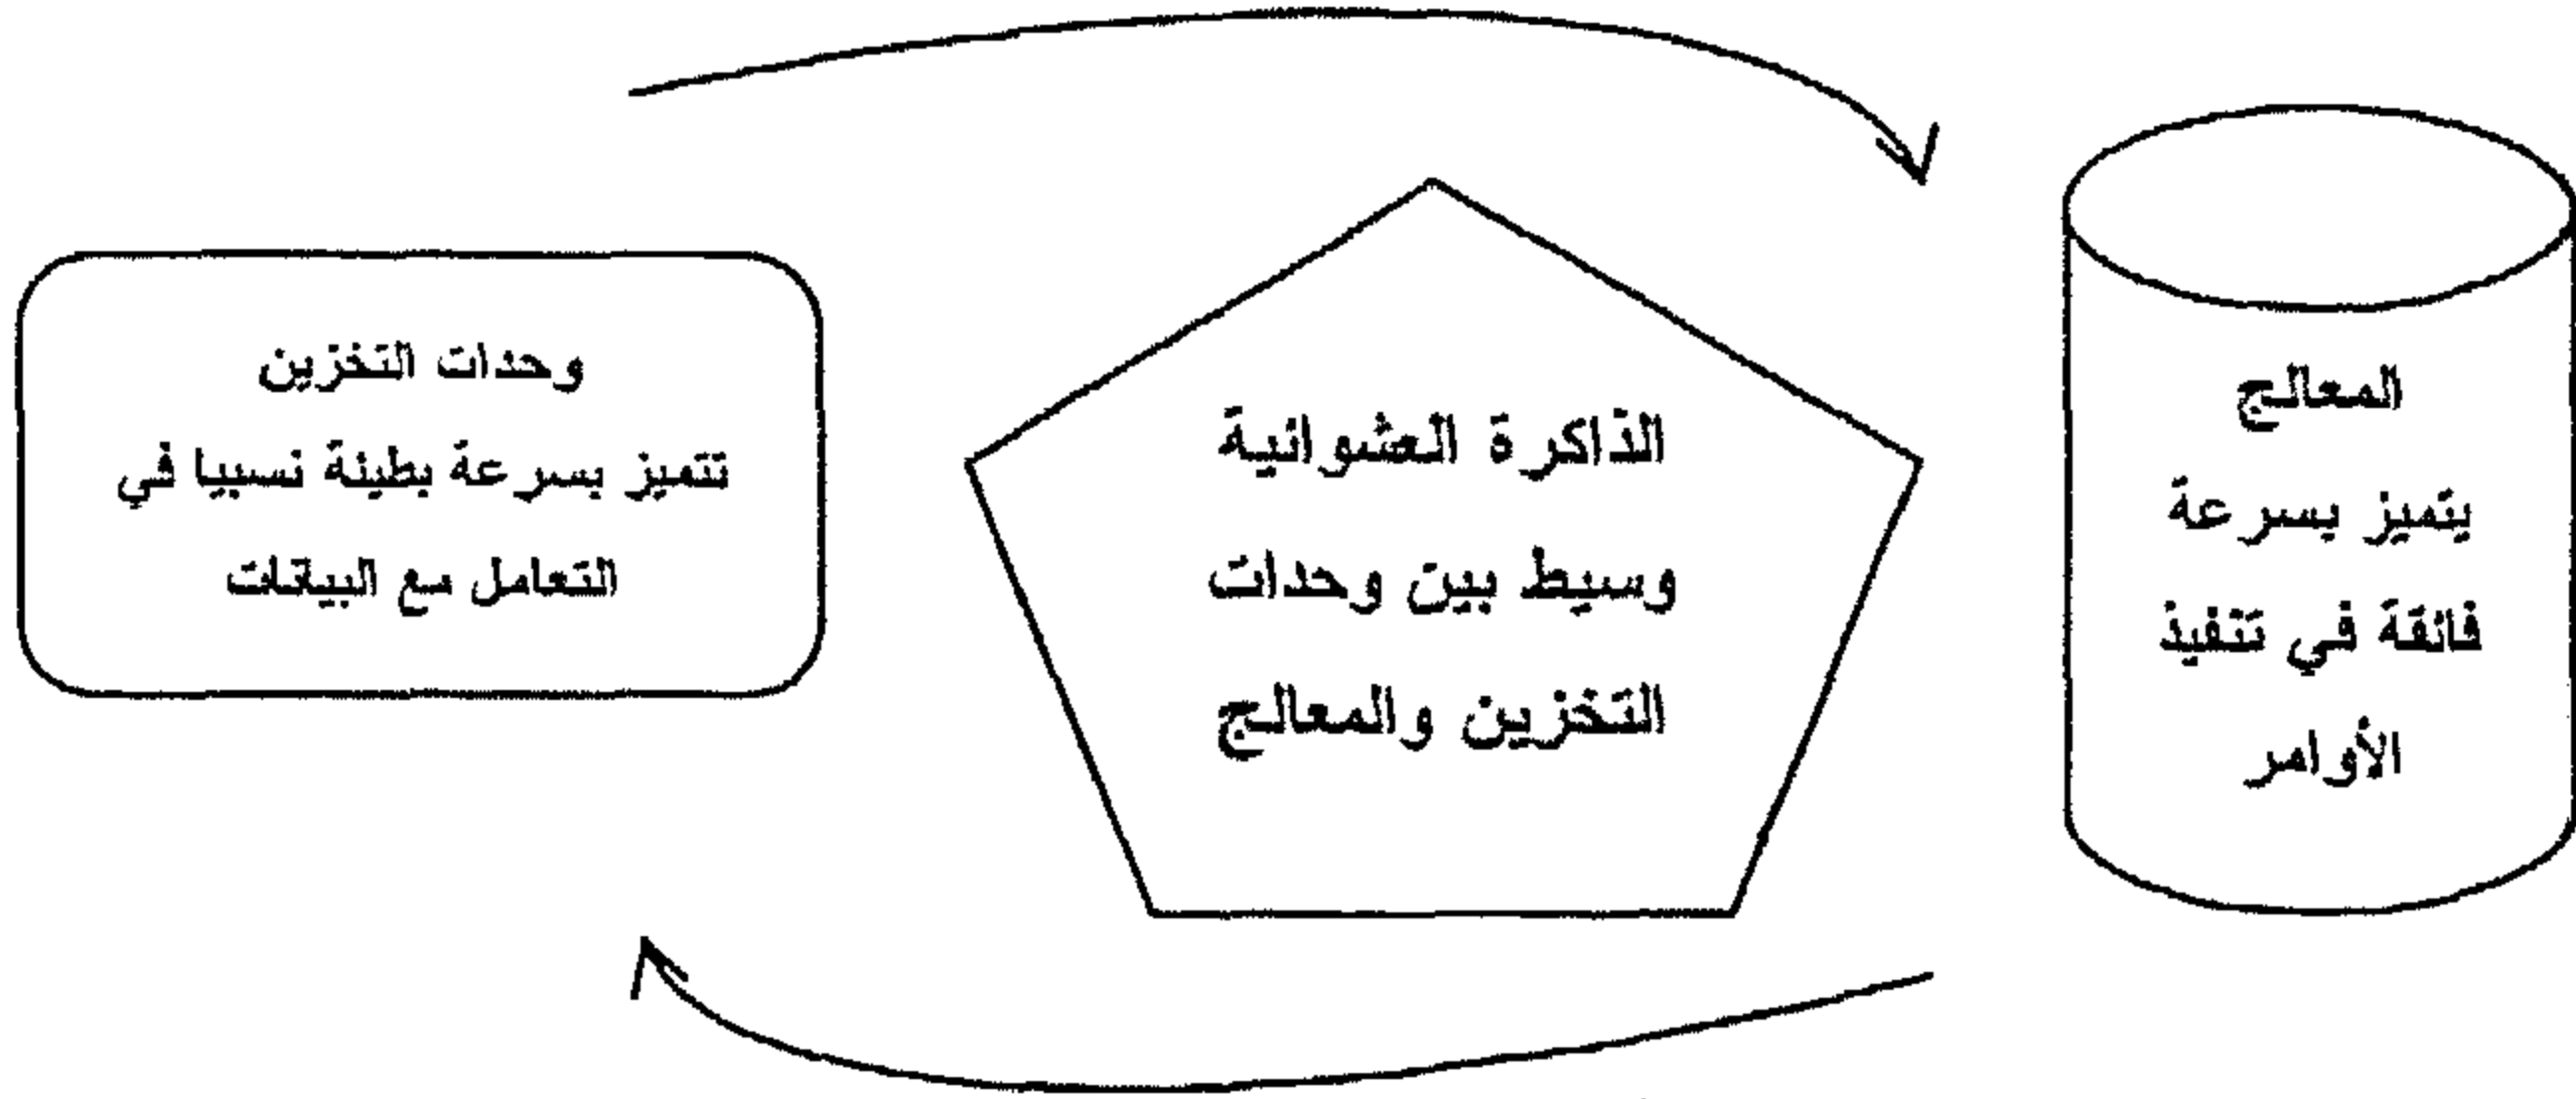 المعالج
يتميز بسرعة
فائقة في تنفيذ
الأوامر
الذاكرة العشوائية
وسيط بين وحدات
التخزين والمعالج
وحدات التخزين
تتميز بسرعة بطيئة نسبيا في
التعامل مع البيانات